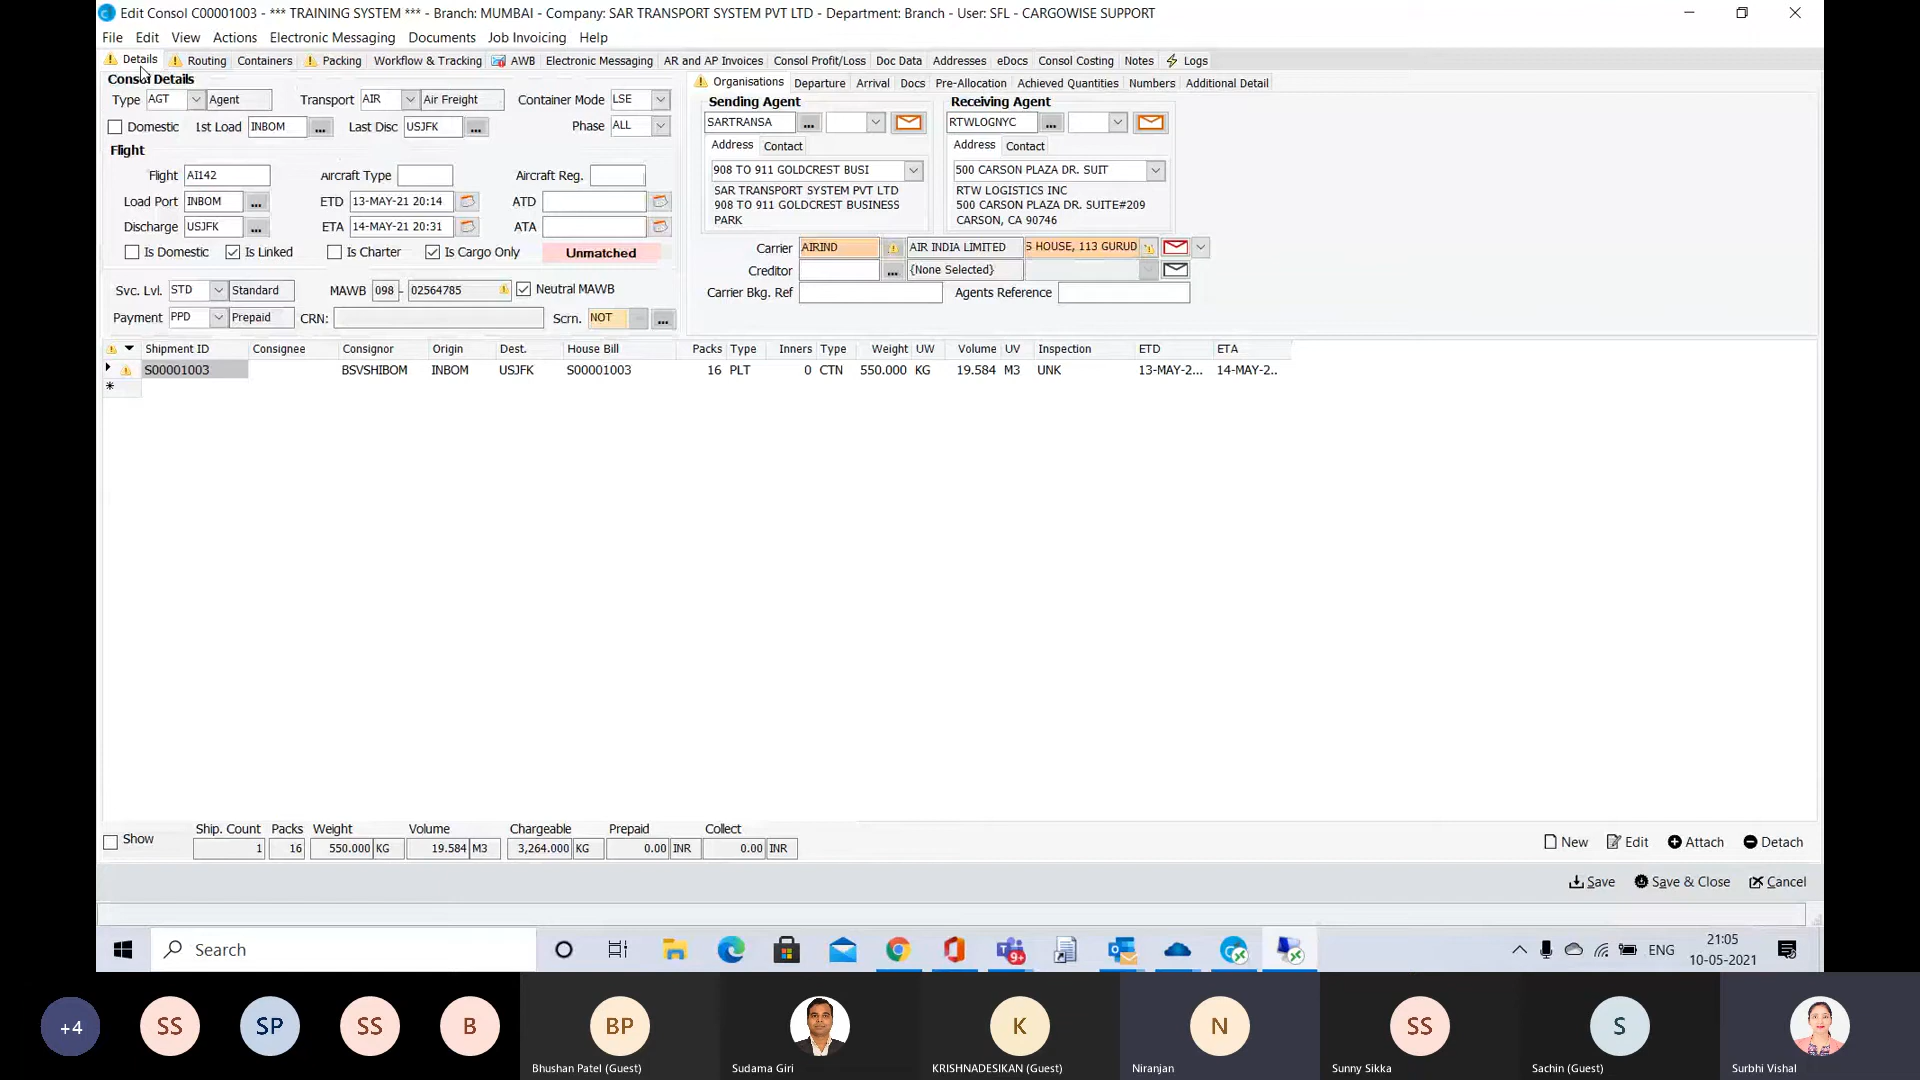 Edit Consol C00001003 - *** TRAINING SYSTEM *** - Branch: MUMBAI - Company: SAR TRANSPORT SYSTEM PVT LTD - Department: Branch - User: SFL - CARGOWISE SUPPORT
File Edit View Actions Electronic Messaging Documents Job Invoicing Help
Details Routing Containers Packing Workflow & Tracking AWB Electronic Messaging AR and AP Invoices Consol Profit/Loss Doc Data Addresses eDocs Consol Costing Notes Logs
Consol Details
Type AGT Agent Transport AIR Air Freight Container Mode LSE
Domestic 1st Load INBOM ... Last Disc USJFK ... Phase ALL
Flight
Flight AI142 Aircraft Type Aircraft Reg.
Load Port INBOM ... ETD 13-MAY-21 20:14 ATD
Discharge USJFK ... ETA 14-MAY-21 20:31 ATA
Is Domestic Is Linked Is Charter Is Cargo Only Unmatched
Svc. Lvl. STD Standard MAWB 098 - 02564785 Neutral MAWB
Payment PPD Prepaid CRN: Scrn. NOT ...
Organisations Departure Arrival Docs Pre-Allocation Achieved Quantities Numbers Additional Detail
Sending Agent Receiving Agent
SARTRANSA ... RTWLOGNYC ...
Address Contact Address Contact
908 TO 911 GOLDCREST BUSI 500 CARSON PLAZA DR. SUIT
SAR TRANSPORT SYSTEM PVT LTD RTW LOGISTICS INC
908 TO 911 GOLDCREST BUSINESS 500 CARSON PLAZA DR. SUITE#209
PARK CARSON, CA 90746
Carrier AIRIND AIR INDIA LIMITED S HOUSE, 113 GURUD
Creditor ... {None Selected}
Carrier Bkg. Ref Agents Reference
Shipment ID Consignee Consignor Origin Dest. House Bill Packs Type Inners Type Weight UW Volume UV Inspection ETD ETA
S00001003 BSVSHIBOM INBOM USJFK S00001003 16 PLT 0 CTN 550.000 KG 19.584 M3 UNK 13-MAY-2... 14-MAY-2..
*
Show Ship. Count Packs Weight Volume Chargeable Prepaid Collect
1 16 550.000 KG 19.584 M3 3,264.000 KG 0.00 INR 0.00 INR
New Edit Attach Detach
Save Save & Close Cancel
Search 9+ ENG 21:05
10-05-2021
+4 SS SP SS B BP K N SS S
Bhushan Patel (Guest) Sudama Giri KRISHNADESIKAN (Guest) Niranjan Sunny Sikka Sachin (Guest) Surbhi Vishal